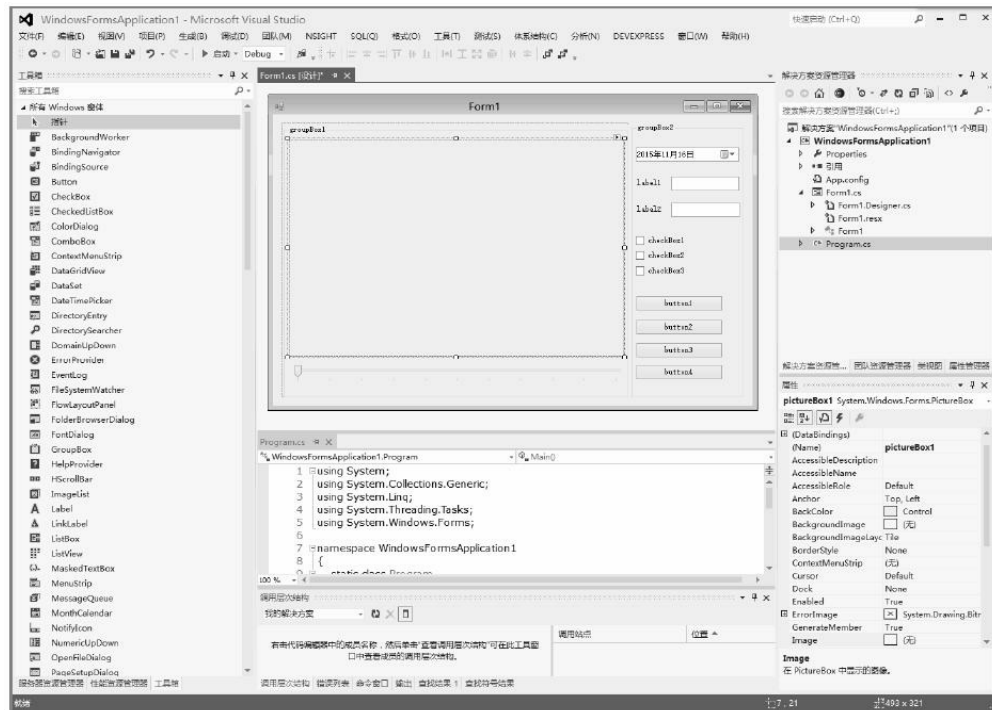 WindowsFormsApplication1 - Microsoft Visual Studio
快速启动 (Ctrl+Q)
文件(F) 编辑(E) 视图(V) 项目(P) 生成(B) 调试(D) 团队(M) NSIGHT SQL(Q) 格式(O) 工具(T) 测试(S) 体系结构(C) 分析(N) DEVEXPRESS 窗口(W) 帮助(H)
启动 Debug
工具箱
搜索工具箱
所有 Windows 窗体
指针
BackgroundWorker
BindingNavigator
BindingSource
Button
CheckBox
CheckedListBox
ColorDialog
ComboBox
ContextMenuStrip
DataGridView
DataSet
DateTimePicker
DirectoryEntry
DirectorySearcher
DomainUpDown
ErrorProvider
EventLog
FileSystemWatcher
FlowLayoutPanel
FolderBrowserDialog
FontDialog
GroupBox
HelpProvider
HScrollBar
ImageList
Label
LinkLabel
ListBox
ListView
MaskedTextBox
MenuStrip
MessageQueue
MonthCalendar
NotifyIcon
NumericUpDown
OpenFileDialog
PageSetupDialog
服务器资源管理器 性能资源管理器 工具箱
Form1.cs [设计]*
Form1
groupBox1
groupBox2
2015年11月16日
label1
label2
checkBox1
checkBox2
checkBox3
button1
button2
button3
button4
Program.cs
WindowsFormsApplication1.Program Main()
1 using System;
2 using System.Collections.Generic;
3 using System.Linq;
4 using System.Threading.Tasks;
5 using System.Windows.Forms;
6
7 namespace WindowsFormsApplication1
8 {
9 static class Program
100 %
调用层次结构
我的解决方案
调用站点 位置
右击代码编辑器中的成员名称，然后单击“查看调用层次结构”可在此工具窗
口中查看成员的调用层次结构。
调用层次结构 错误列表 命令窗口 输出 查找结果 1 查找符号结果
解决方案资源管理器
搜索解决方案资源管理器(Ctrl+;)
解决方案"WindowsFormsApplication1"(1 个项目)
WindowsFormsApplication1
Properties
引用
App.config
Form1.cs
Form1.Designer.cs
Form1.resx
Form1
Program.cs
解决方案资源管... 团队资源管理器 类视图 属性管理器
属性
pictureBox1 System.Windows.Forms.PictureBox
(DataBindings)
(Name) pictureBox1
AccessibleDescription
AccessibleName
AccessibleRole Default
Anchor Top, Left
BackColor Control
BackgroundImage (无)
BackgroundImageLayc Tile
BorderStyle None
ContextMenuStrip (无)
Cursor Default
Dock None
Enabled True
ErrorImage System.Drawing.Bitr
GenerateMember True
Image (无)
Image
在 PictureBox 中显示的图像。
就绪
7 , 21
493 x 321